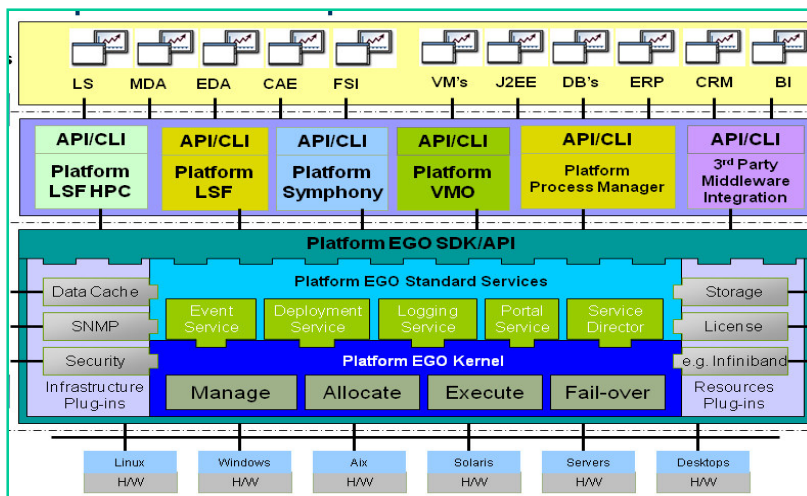 s
LS MDA EDA CAE FSI VM's J2EE DB's ERP CRM BI
API/CLI API/CLI API/CLI API/CLI API/CLI API/CLI
Platform
LSF HPC
Platform
LSF
Platform
Symphony
Platform
VMO
Platform
Process Manager
3rd Party
Middleware
Integration
Platform EGO SDK/API
Platform EGO Standard Services
Data Cache
SNMP
Security
Infrastructure
Plug-ins
Event
Service
Deployment
Service
Logging
Service
Portal
Service
Service
Director
Storage
License
e.g. Infiniband
Resources
Plug-ins
Platform EGO Kernel
Manage Allocate Execute Fail-over
Linux Windows Aix Solaris Servers Desktops
H/W H/W H/W H/W H/W H/W